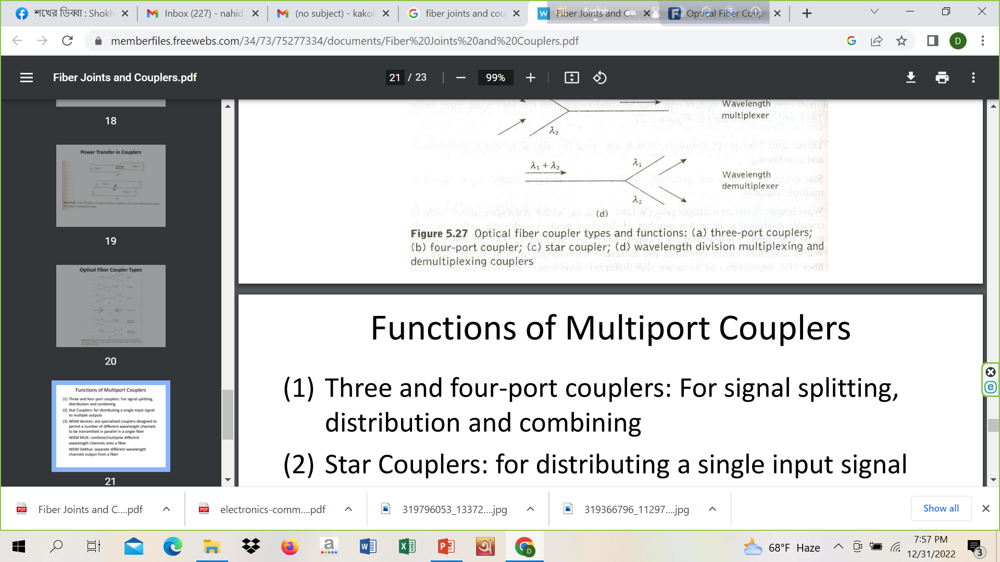 শখের ডিব্বা : Shokh
Inbox (227) - nahid
(no subject) - kakoli
fiber joints and cou
Fiber Joints and Co
Optical Fiber Coupl
memberfiles.freewebs.com/34/73/75277334/documents/Fiber%20Joints%20and%20Couplers.pdf
D
Fiber Joints and Couplers.pdf
21 / 23
99%
18
Power Transfer in Couplers
19
Optical Fiber Coupler Types
20
Functions of Multiport Couplers
(1) Three and four-port couplers: For signal splitting,
distribution and combining
(2) Star Couplers: for distributing a single input signal
to multiple outputs
(3) WDM devices: are specialized couplers designed to
permit a number of different wavelength channels
to be transmitted in parallel in a single fiber
WDM MUX: combine/multiplex different
wavelength channels onto a fiber
WDM DeMux: separate different wavelength
channels output from a fiber
21
Wavelength
multiplexer
λ2
λ1 + λ2
λ1
λ2
Wavelength
demultiplexer
(d)
Figure 5.27 Optical fiber coupler types and functions: (a) three-port couplers;
(b) four-port coupler; (c) star coupler; (d) wavelength division multiplexing and
demultiplexing couplers
Functions of Multiport Couplers
(1) Three and four-port couplers: For signal splitting,
distribution and combining
(2) Star Couplers: for distributing a single input signal
Fiber Joints and C....pdf
electronics-comm....pdf
319796053_13372....jpg
319366796_11297....jpg
Show all
68°F Haze
7:57 PM
12/31/2022
3